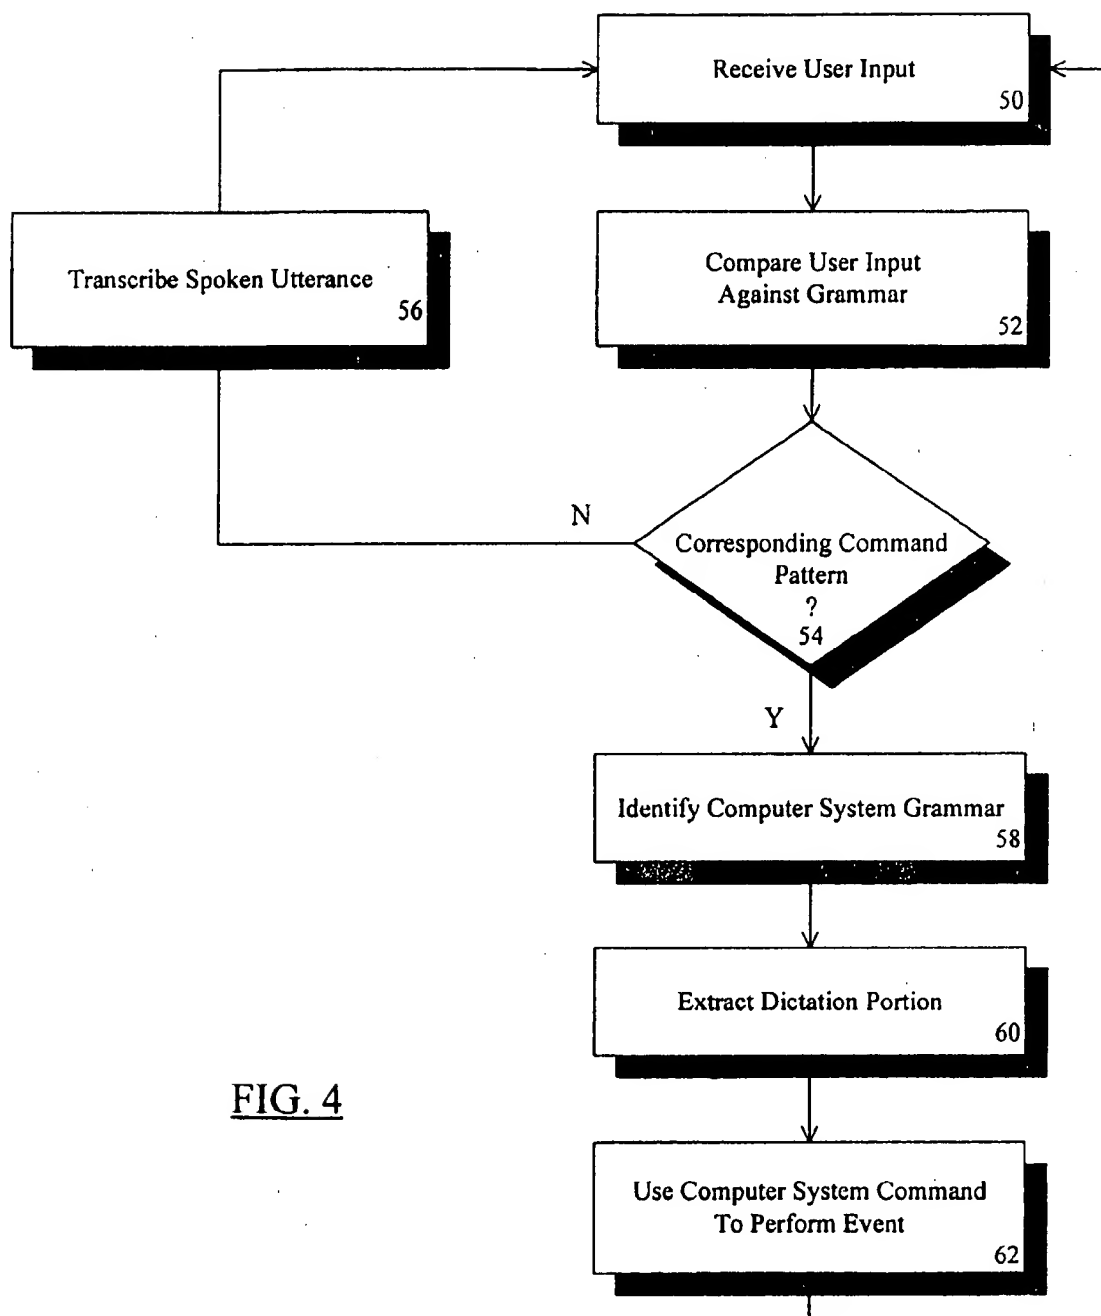 Receive User Input
50
Transcribe Spoken Utterance
56
Compare User Input
Against Grammar
52
N
Corresponding Command
Pattern
?
54
Y
Identify Computer System Grammar
58
Extract Dictation Portion
60
FIG. 4
Use Computer System Command
To Perform Event
62